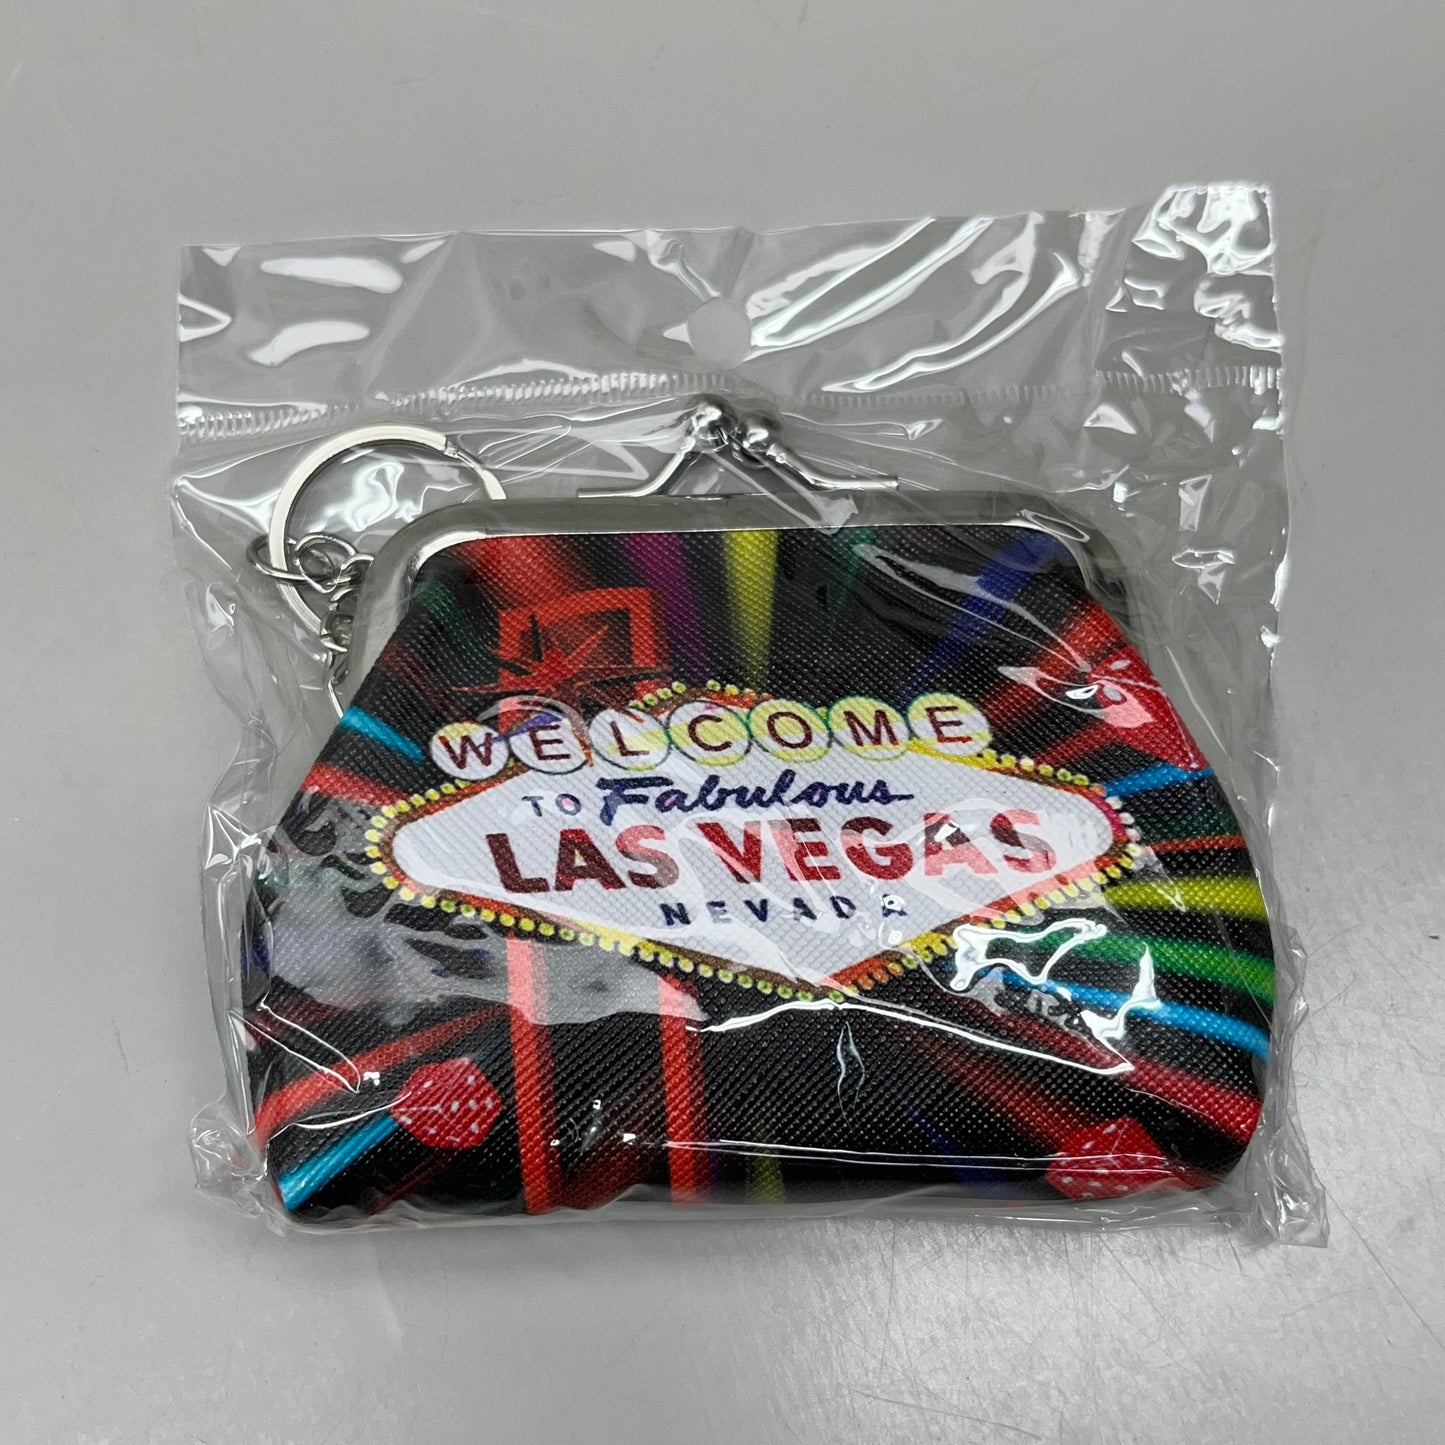 WELCOME
TO Fabulous
LAS VEGAS
NEVADA